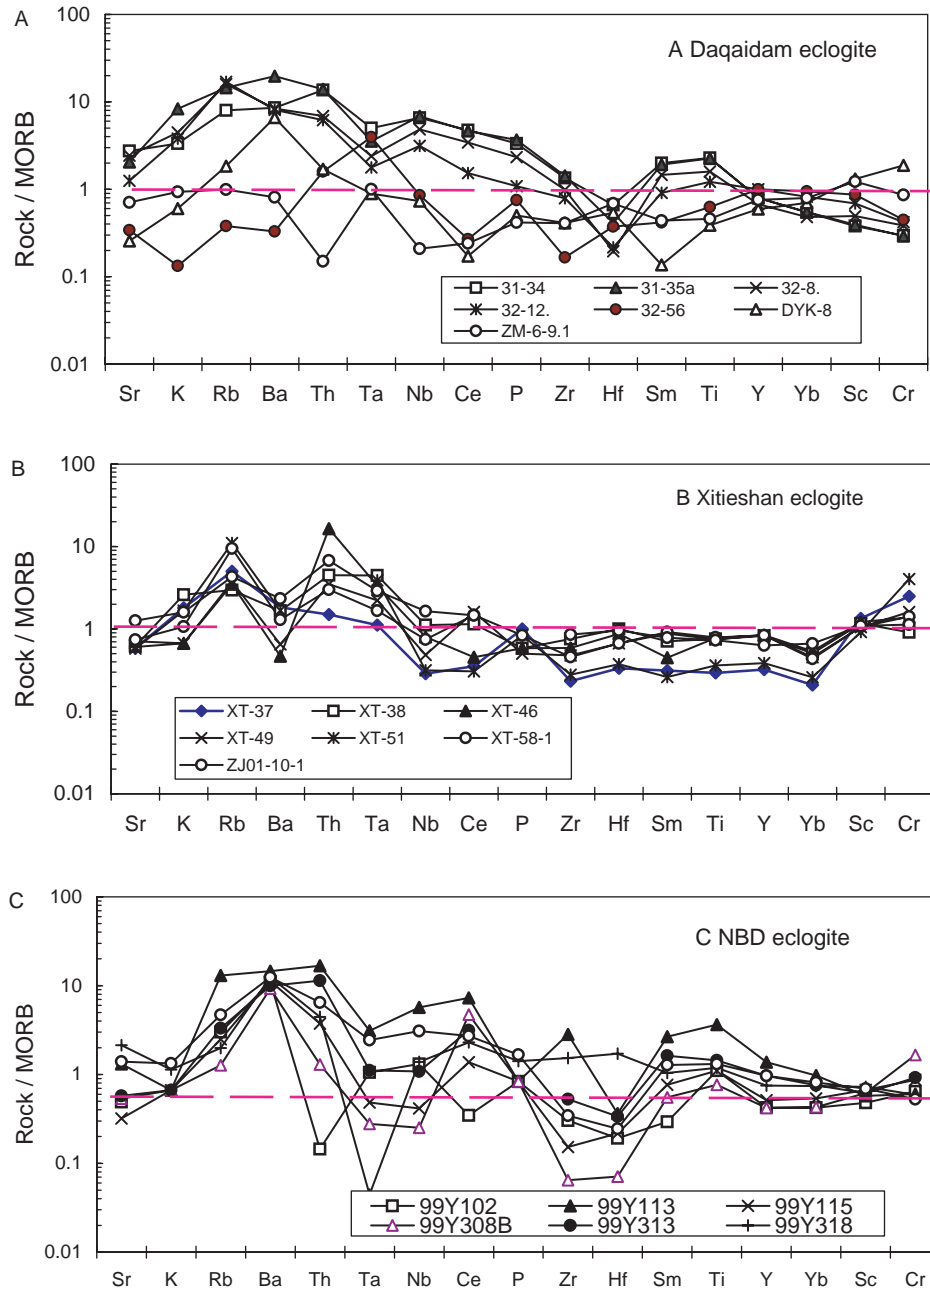 A
100
A Daqaidam eclogite
10
1
0.1
0.01
Rock / MORB
31-34 31-35a 32-8.
32-12. 32-56 DYK-8
ZM-6-9.1
Sr K Rb Ba Th Ta Nb Ce P Zr Hf Sm Ti Y Yb Sc Cr
B
100
B Xitieshan eclogite
10
1
0.1
0.01
Rock / MORB
XT-37 XT-38 XT-46
XT-49 XT-51 XT-58-1
ZJ01-10-1
Sr K Rb Ba Th Ta Nb Ce P Zr Hf Sm Ti Y Yb Sc Cr
C
100
C NBD eclogite
10
1
0.1
0.01
Rock / MORB
99Y102 99Y113 99Y115
99Y308B 99Y313 99Y318
Sr K Rb Ba Th Ta Nb Ce P Zr Hf Sm Ti Y Yb Sc Cr